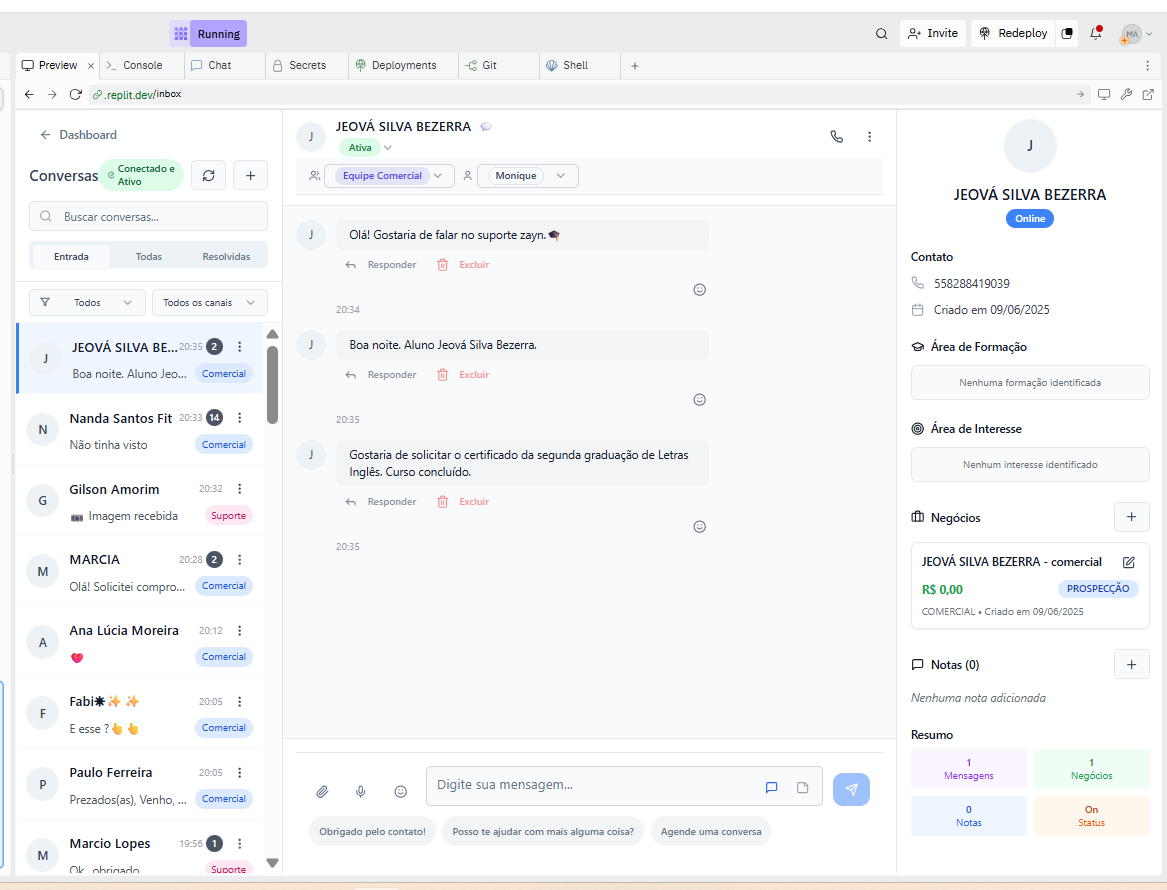 Running
Invite
Redeploy
MA
Preview
Console
Chat
Secrets
Deployments
Git
Shell
.replit.dev/inbox
Dashboard
Conversas
Conectado e
Ativo
Buscar conversas...
Entrada
Todas
Resolvidas
Todos
Todos os canais
J
JEOVÁ SILVA BE...
20:35
2
Boa noite. Aluno Jeo...
Comercial
N
Nanda Santos Fit
20:33
14
Não tinha visto
Comercial
G
Gilson Amorim
20:32
📷 Imagem recebida
Suporte
M
MARCIA
20:28
2
Olá! Solicitei compro...
Comercial
A
Ana Lúcia Moreira
20:12
Comercial
F
Fabi
20:05
E esse ?
Comercial
P
Paulo Ferreira
20:05
Prezados(as), Venho, ...
Comercial
M
Marcio Lopes
19:56
1
Ok , obrigado
Suporte
J
JEOVÁ SILVA BEZERRA
Ativa
Equipe Comercial
Monique
J
Olá! Gostaria de falar no suporte zayn.
Responder
Excluir
20:34
J
Boa noite. Aluno Jeová Silva Bezerra.
Responder
Excluir
20:35
J
Gostaria de solicitar o certificado da segunda graduação de Letras
Inglês. Curso concluído.
Responder
Excluir
20:35
Digite sua mensagem...
Obrigado pelo contato!
Posso te ajudar com mais alguma coisa?
Agende uma conversa
J
JEOVÁ SILVA BEZERRA
Online
Contato
558288419039
Criado em 09/06/2025
Área de Formação
Nenhuma formação identificada
Área de Interesse
Nenhum interesse identificado
Negócios
JEOVÁ SILVA BEZERRA - comercial
R$ 0,00
PROSPECÇÃO
COMERCIAL • Criado em 09/06/2025
Notas (0)
Nenhuma nota adicionada
Resumo
1
Mensagens
1
Negócios
0
Notas
On
Status